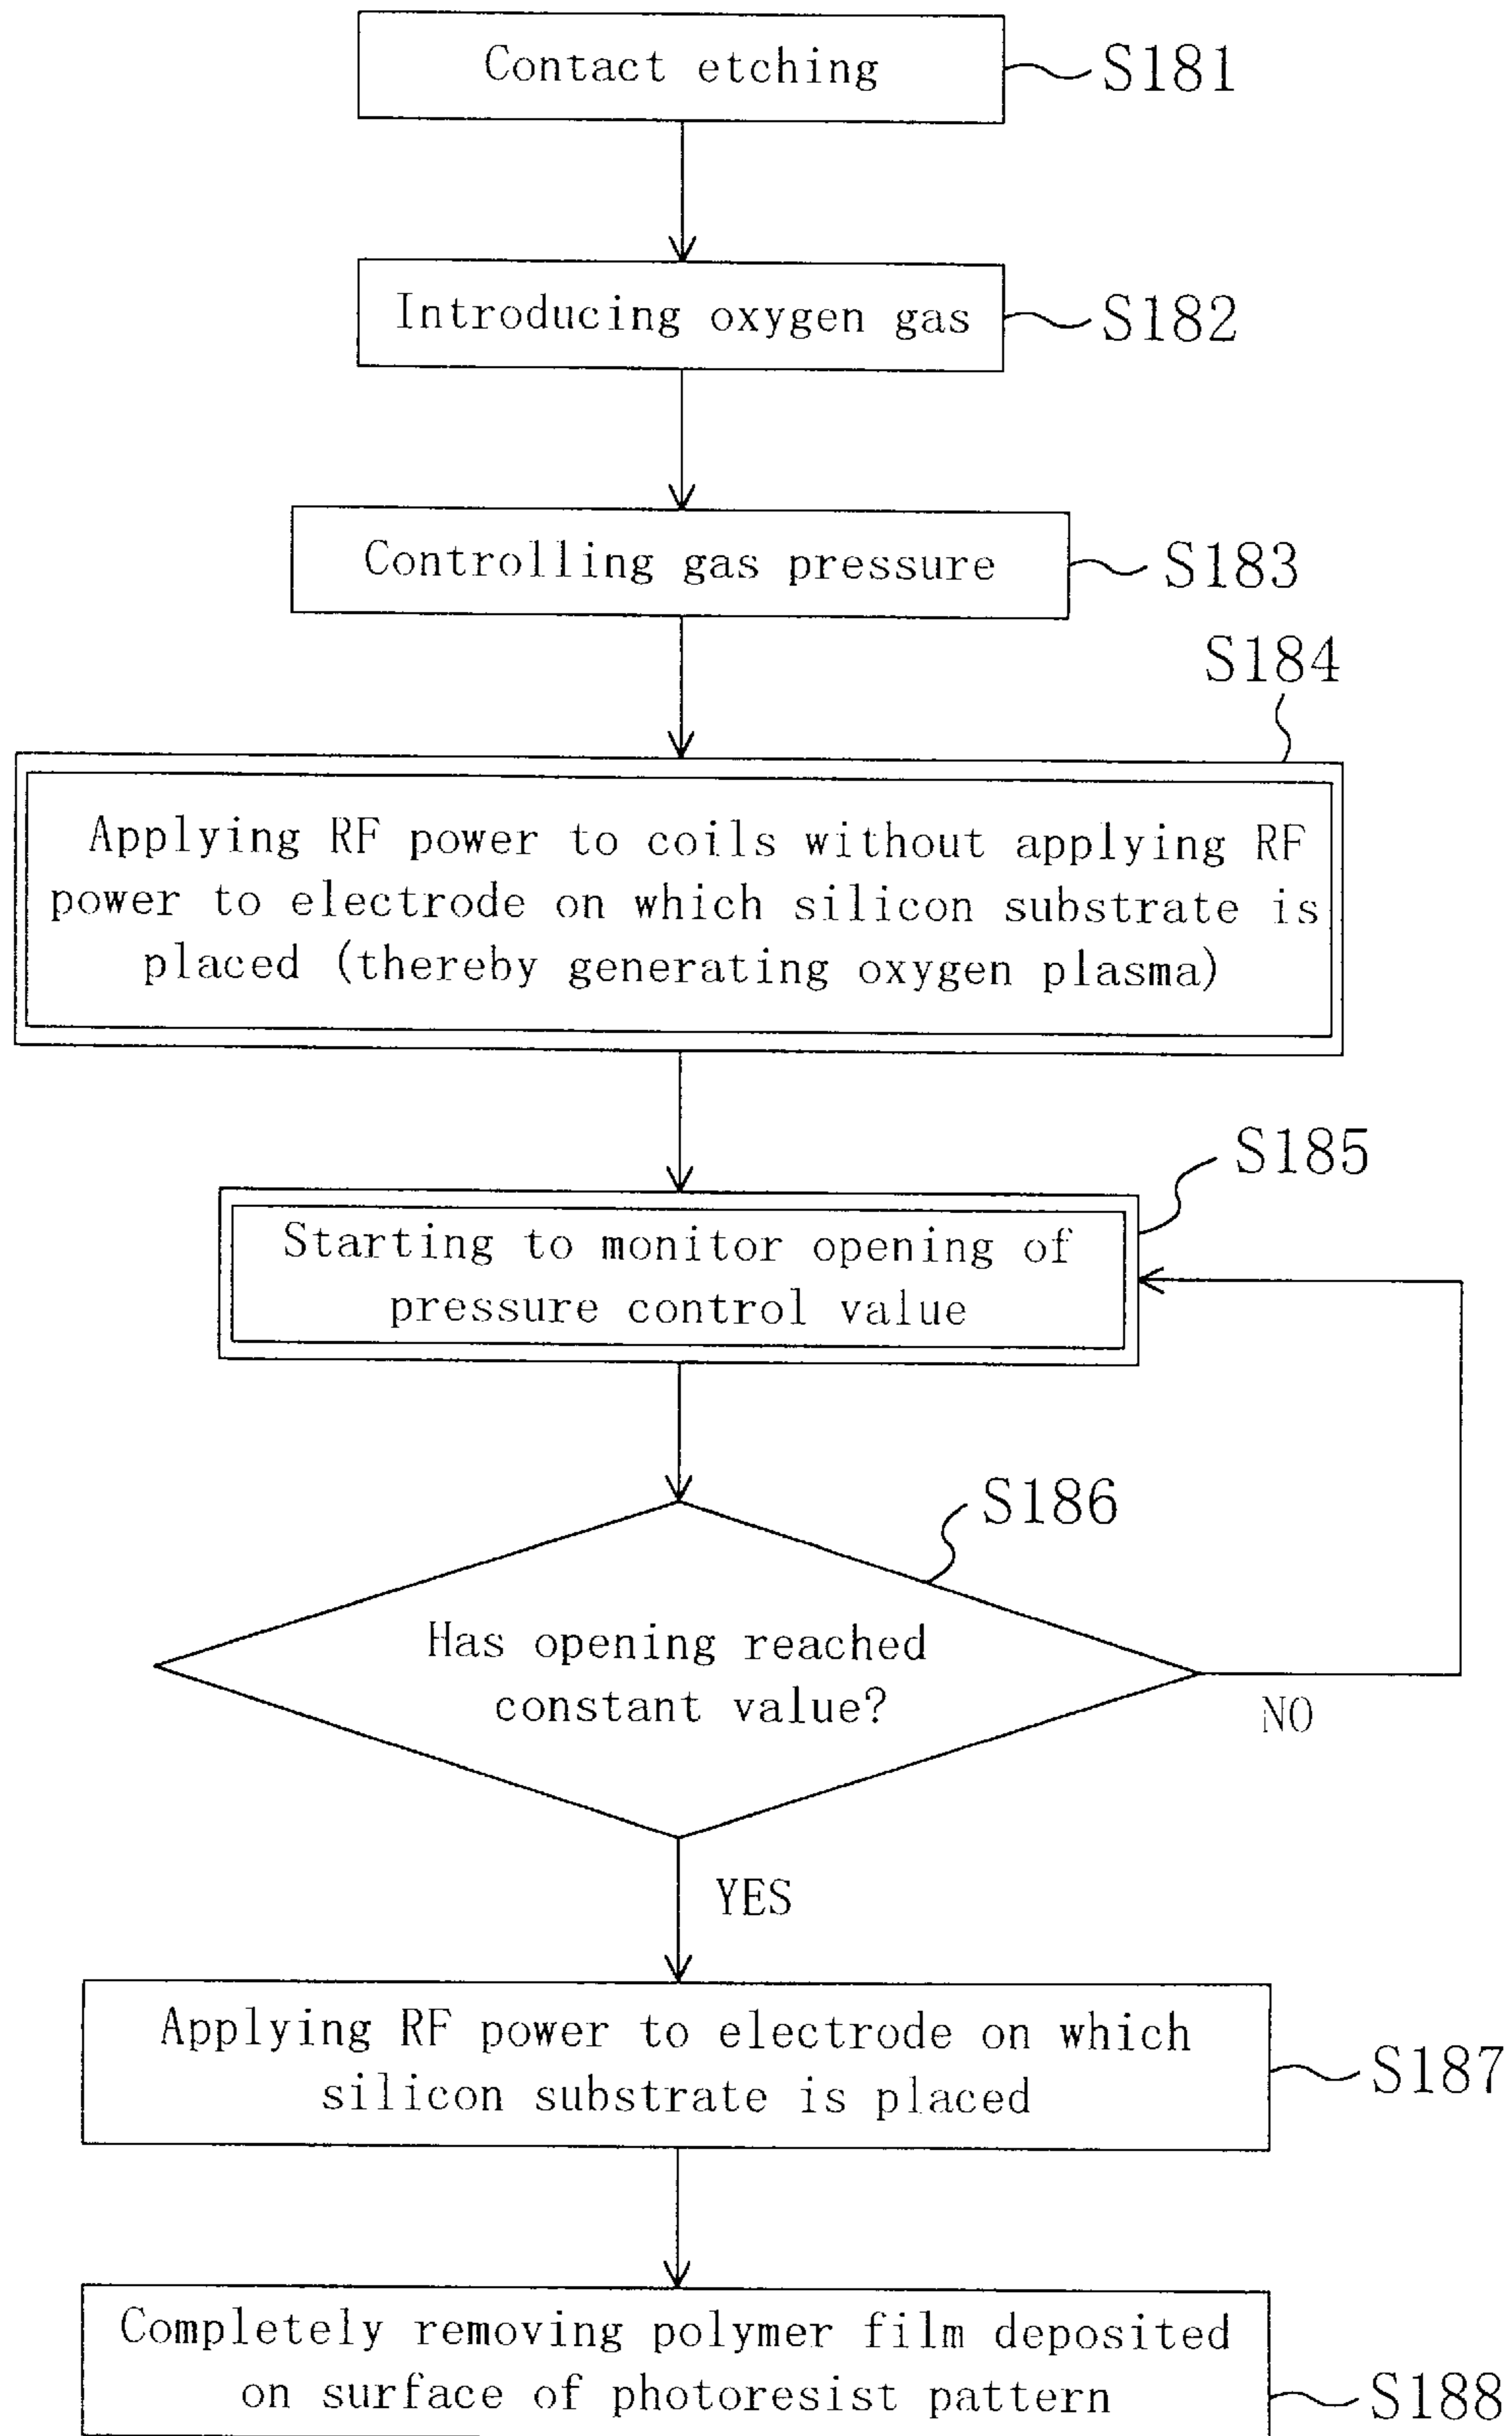 Contact etching
S181
Introducing oxygen gas
S182
Controlling gas pressure
S183
S184
Applying RF power to coils without applying RF
power to electrode on which silicon substrate is
placed (thereby generating oxygen plasma)
S185
Starting to monitor opening of
pressure control value
S186
Has opening reached
constant value?
NO
YES
Applying RF power to electrode on which
silicon substrate is placed
S187
Completely removing polymer film deposited
on surface of photoresist pattern
S188